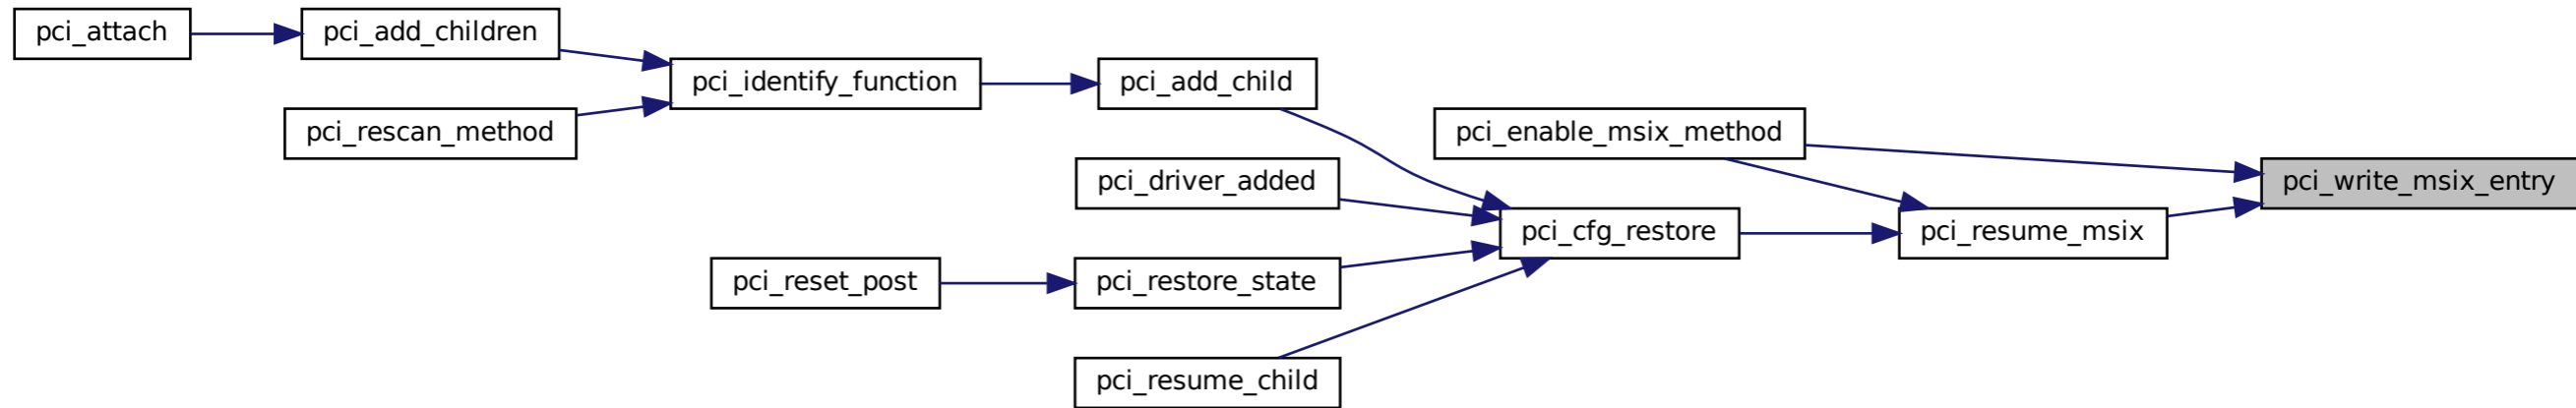 pci_attach
pci_add_children
pci_identify_function
pci_rescan_method
pci_add_child
pci_enable_msix_method
pci_driver_added
pci_write_msix_entry
pci_cfg_restore
pci_resume_msix
pci_reset_post
pci_restore_state
pci_resume_child